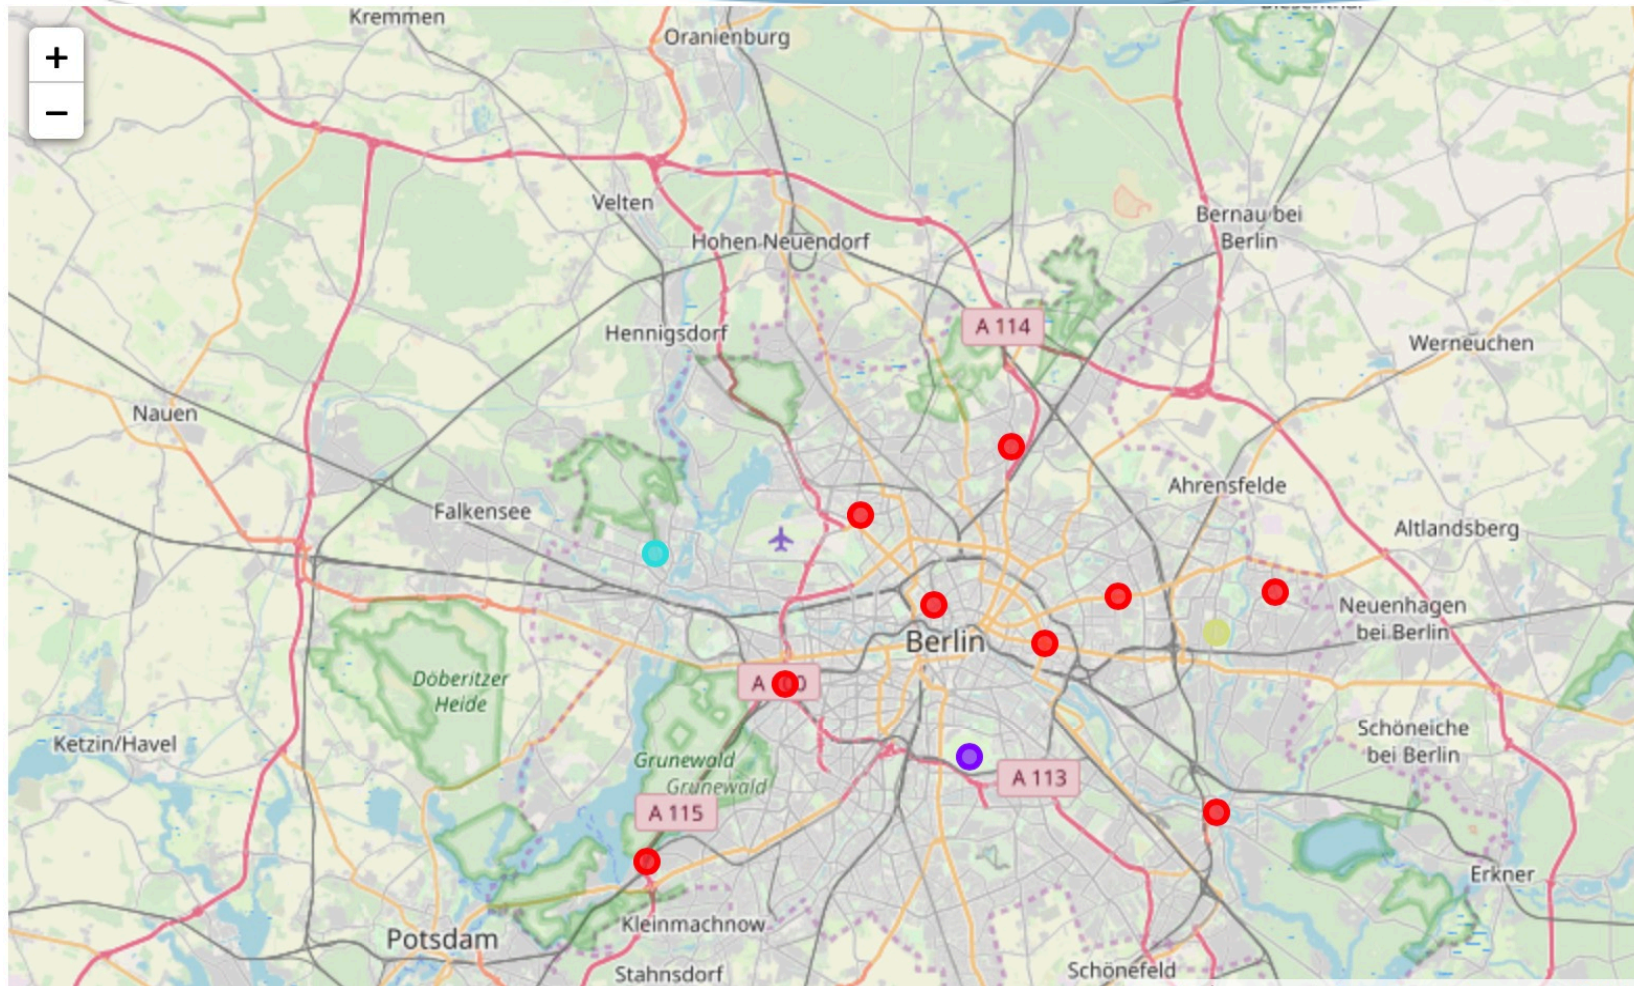 Kremmen
Oranienburg
+
−
Velten
Bernau bei
Berlin
Hohen Neuendorf
A 114
Hennigsdorf
Werneuchen
Nauen
Ahrensfelde
Falkensee
Altlandsberg
Neuenhagen
bei Berlin
Berlin
Döberitzer
Heide
A
0
Ketzin/Havel
Schöneiche
bei Berlin
Grunewald
Grunewald
A 113
A 115
Erkner
Kleinmachnow
Potsdam
Stahnsdorf
Schönefeld